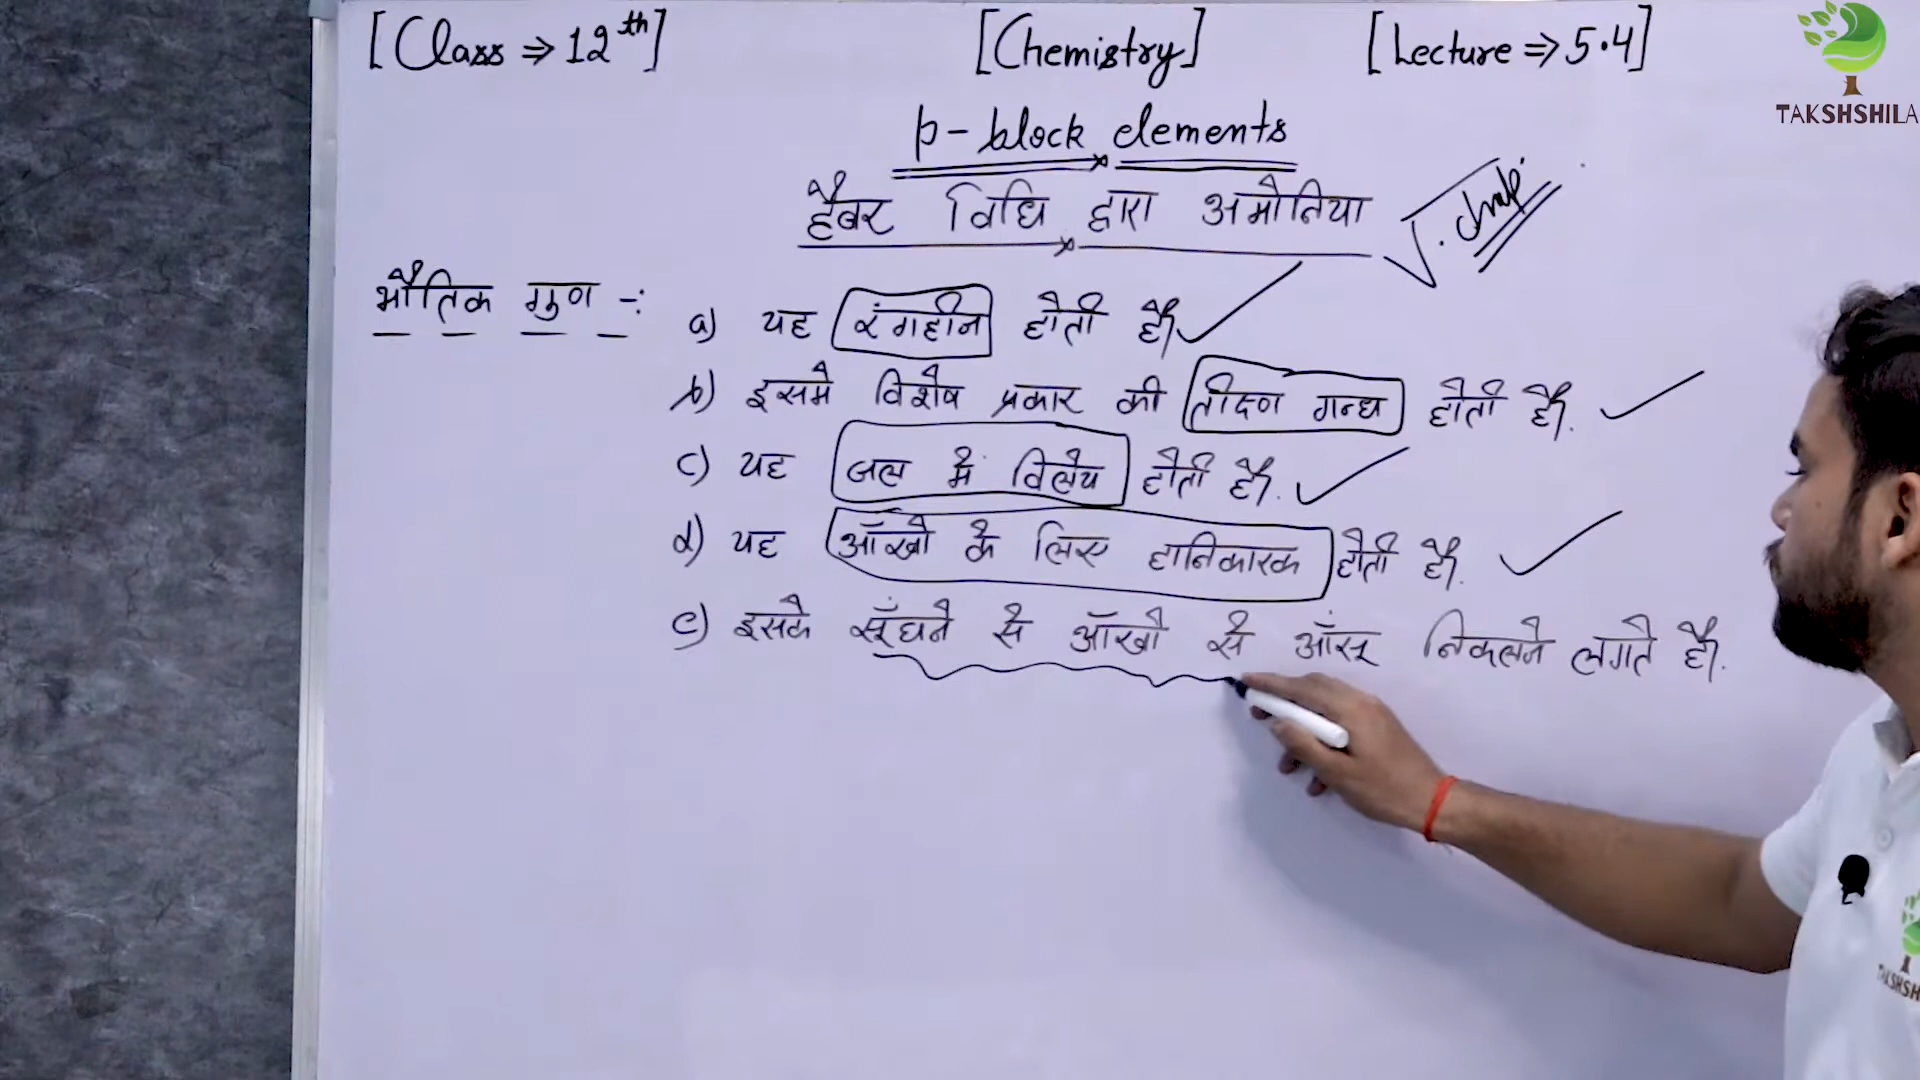 [Class ⇒ 12th] [Chemistry] [Lecture ⇒ 5.4]
TAKSHSHILA
p-block elements
हैबर विधि द्वारा अमोनिया
भौतिक गुण -:
a) यह रंगहीन होती है।
b) इसमे विशेष प्रकार की तीक्ष्ण गन्ध होती है।
c) यह जल में विलेय होती है।
d) यह आँखो के लिए हानिकारक होती है।
e) इसके सूँघने से आँखो से आँसू निकलने लगते है।